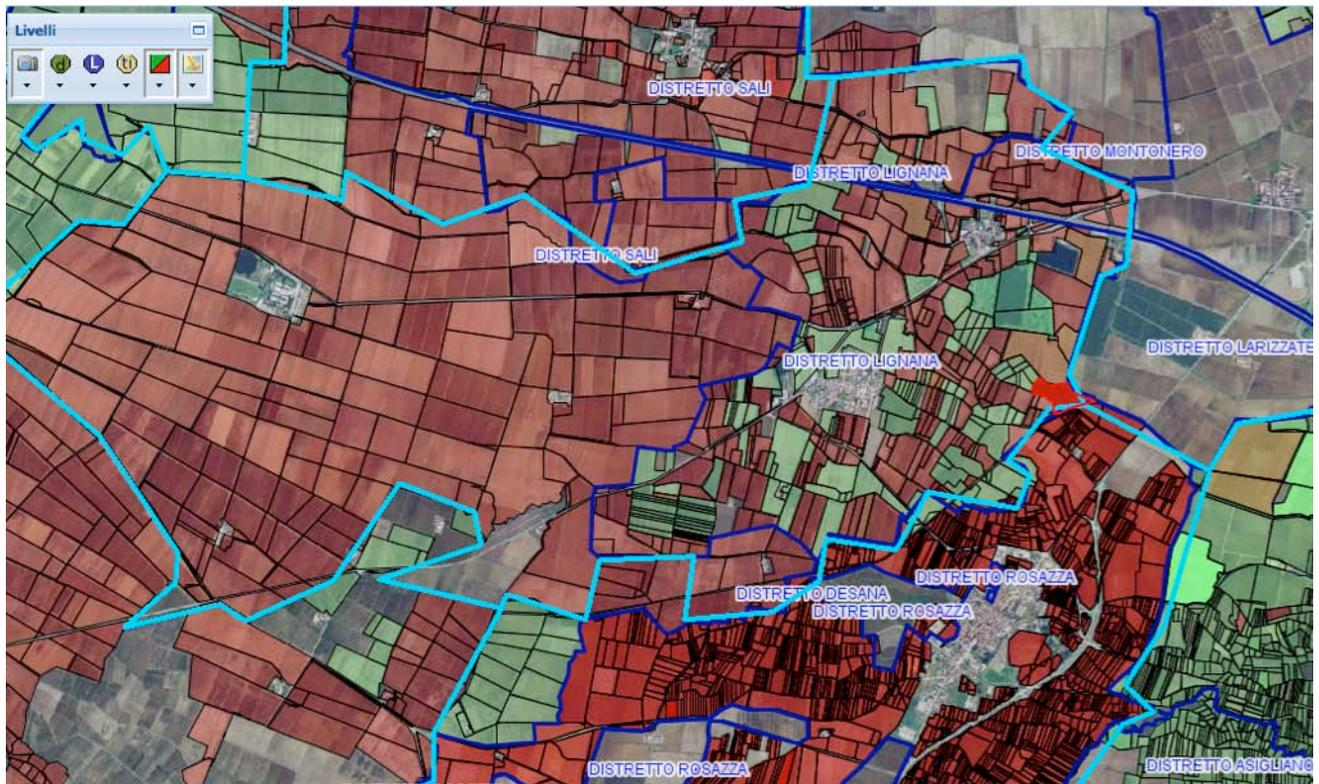 Livelli
d L ti
DISTRETTO SALI
DISTRETTO MONTONERO
DISTRETTO LIGNANA
DISTRETTO SALI
DISTRETTO LARIZZATE
DISTRETTO LIGNANA
DISTRETTO ROSAZZA
DISTRETTO DESANA
DISTRETTO ROSAZZA
DISTRETTO ROSAZZA
DISTRETTO ASIGLIANO